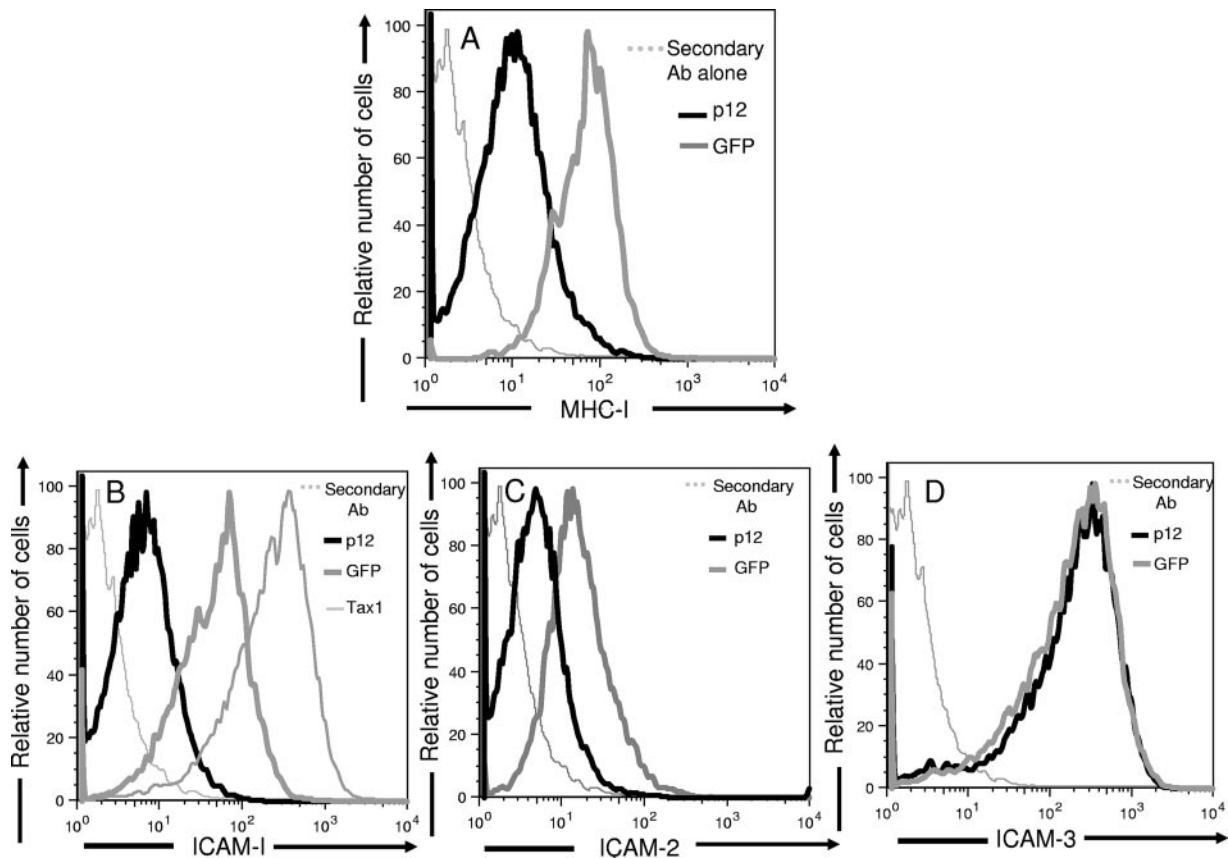 A
Secondary
Ab alone
p12
GFP
Relative number of cells
100
80
60
40
20
0
10^0 10^1 10^2 10^3 10^4
MHC-I
B
Secondary
Ab
p12
GFP
Tax1
Relative number of cells
100
80
60
40
20
0
10^0 10^1 10^2 10^3 10^4
ICAM-I
C
Secondary
Ab
p12
GFP
Relative number of cells
100
80
60
40
20
0
10^0 10^1 10^2 10^3 10^4
ICAM-2
D
Secondary
Ab
p12
GFP
Relative number of cells
100
80
60
40
20
0
10^0 10^1 10^2 10^3 10^4
ICAM-3